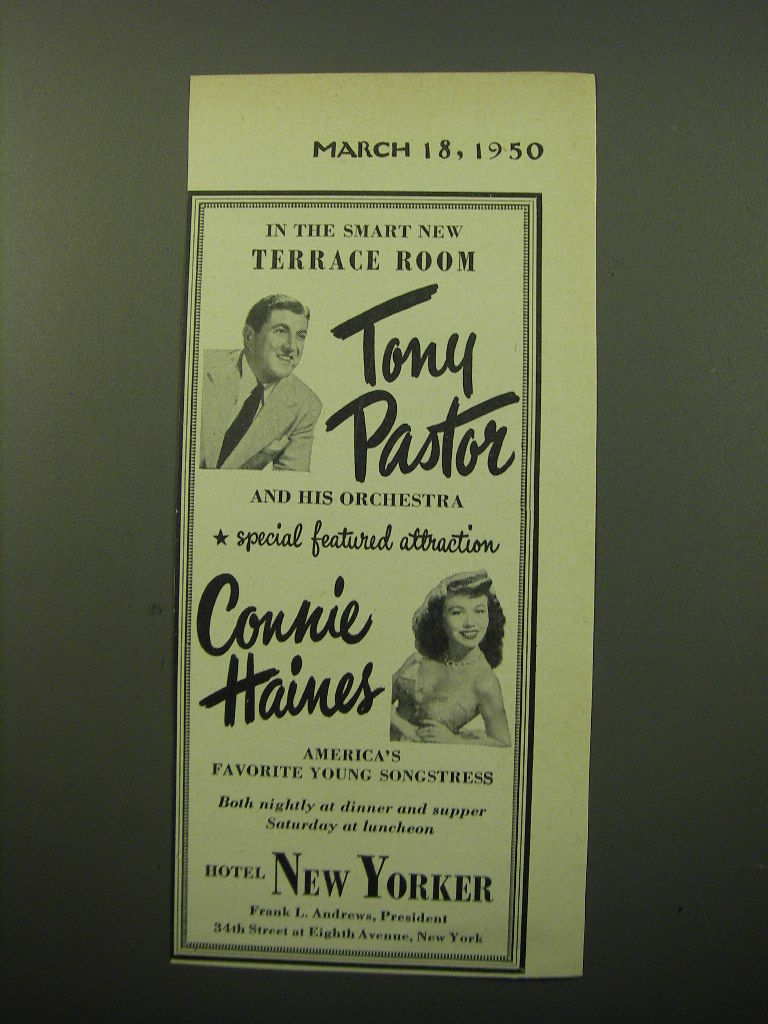 MARCH 18, 1950
IN THE SMART NEW
TERRACE ROOM
Tony
Pastor
AND HIS ORCHESTRA
★ special featured attraction
Connie
Haines
AMERICA'S
FAVORITE YOUNG SONGSTRESS
Both nightly at dinner and supper
Saturday at luncheon
HOTEL NEW YORKER
Frank L. Andrews, President
34th Street at Eighth Avenue, New York